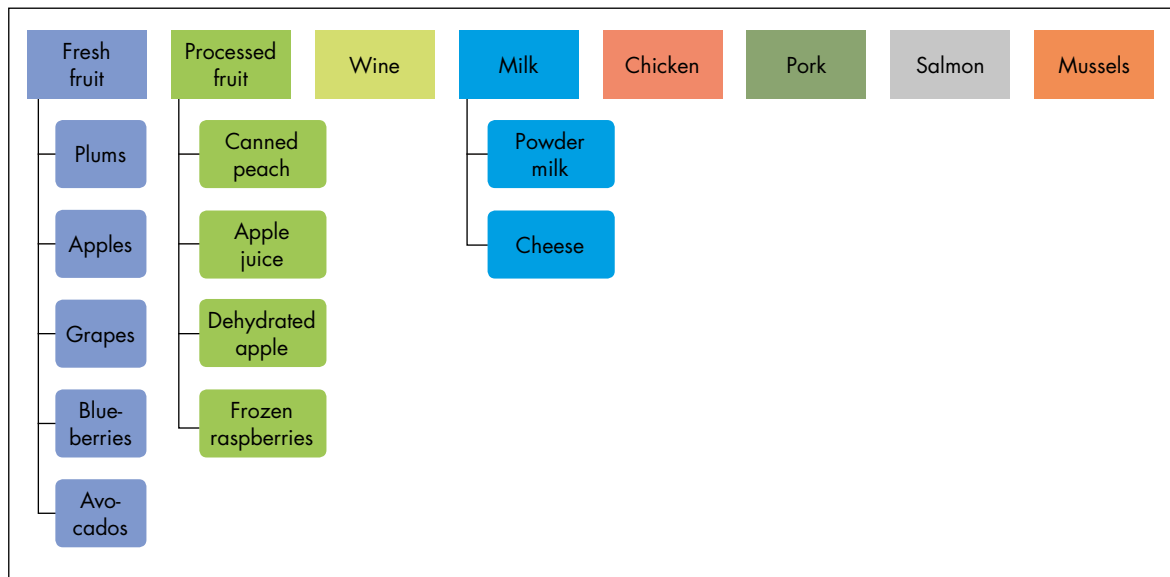 Fresh
fruit
Processed
fruit
Wine
Milk
Chicken
Pork
Salmon
Mussels
Plums
Apples
Grapes
Blue-
berries
Avo-
cados
Canned
peach
Apple
juice
Dehydrated
apple
Frozen
raspberries
Powder
milk
Cheese